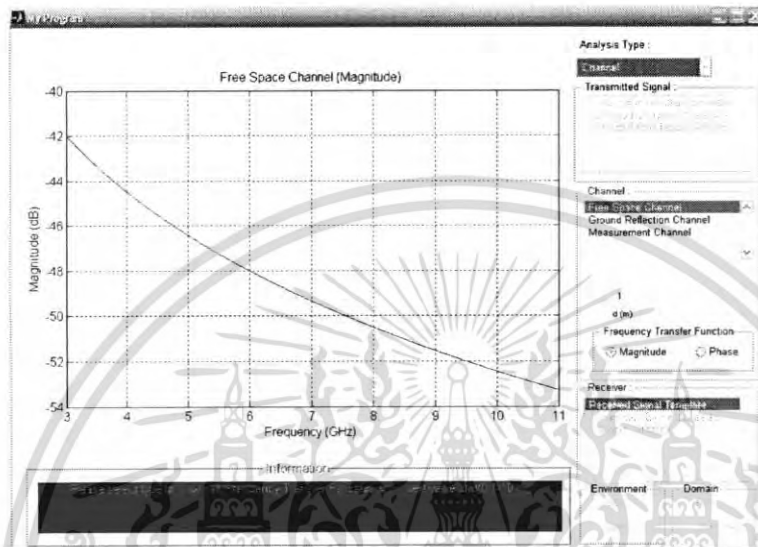 My Program
Analysis Type :
Channel
Transmitted Signal :
Free Space Channel (Magnitude)
-40
-42
-44
-46
-48
-50
-52
-54
Magnitude (dB)
3 4 5 6 7 8 9 10 11
Frequency (GHz)
Channel :
Free Space Channel
Ground Reflection Channel
Measurement Channel
1
d (m)
Frequency Transfer Function
Magnitude Phase
Receiver :
Received Signal Template
Information
Environment Domain